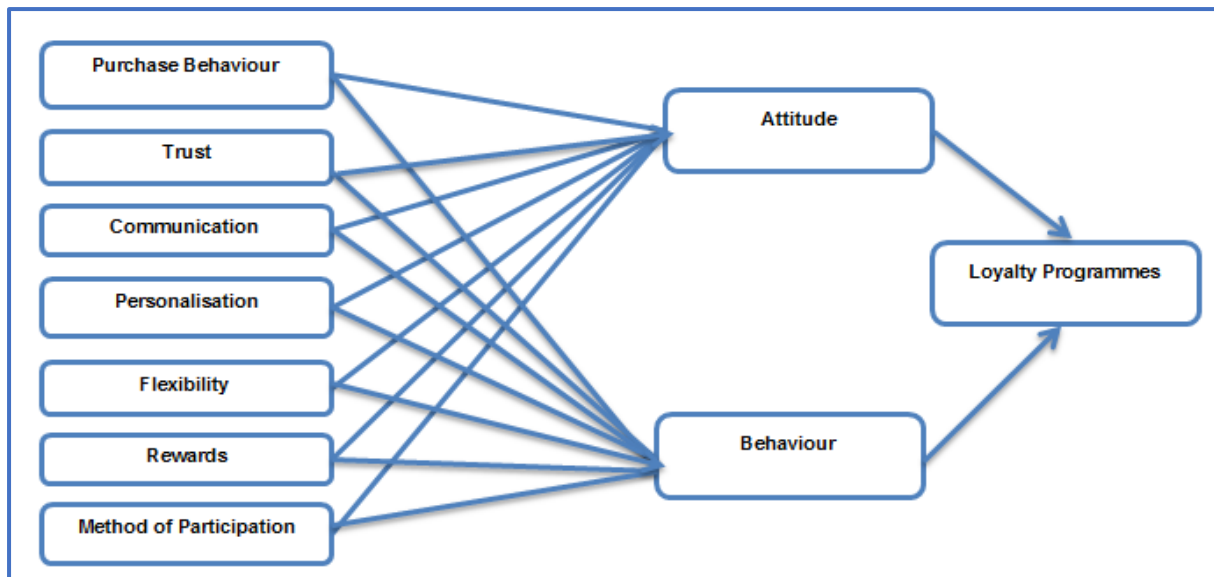 Purchase Behaviour
Trust
Communication
Personalisation
Flexibility
Rewards
Method of Participation
Attitude
Behaviour
Loyalty Programmes